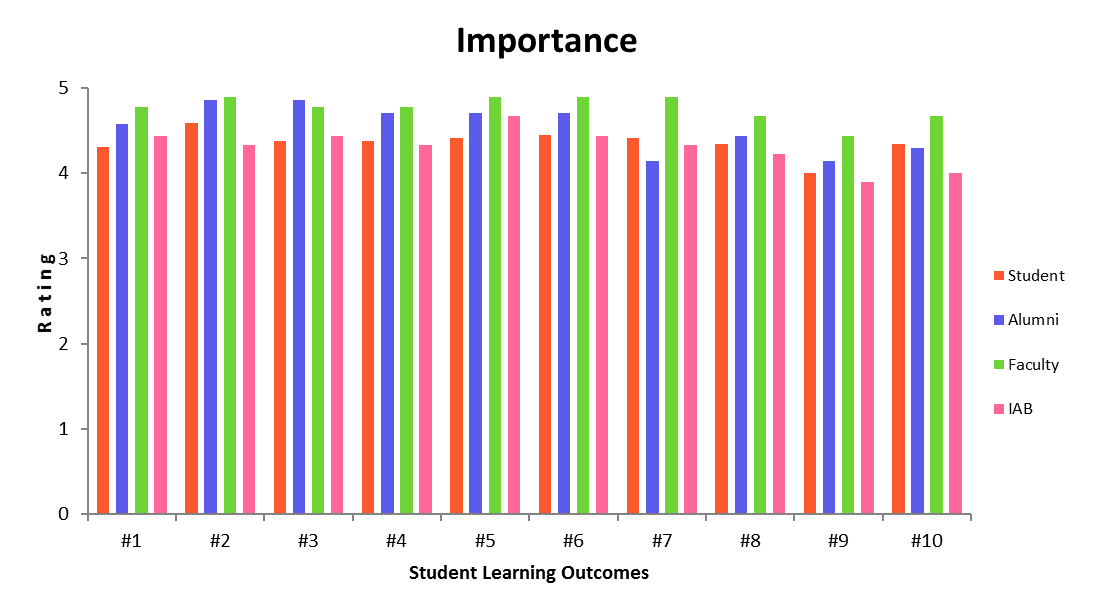 Importance
5
4
3
2
1
0
Rating
#1 #2 #3 #4 #5 #6 #7 #8 #9 #10
Student Learning Outcomes
Student
Alumni
Faculty
IAB